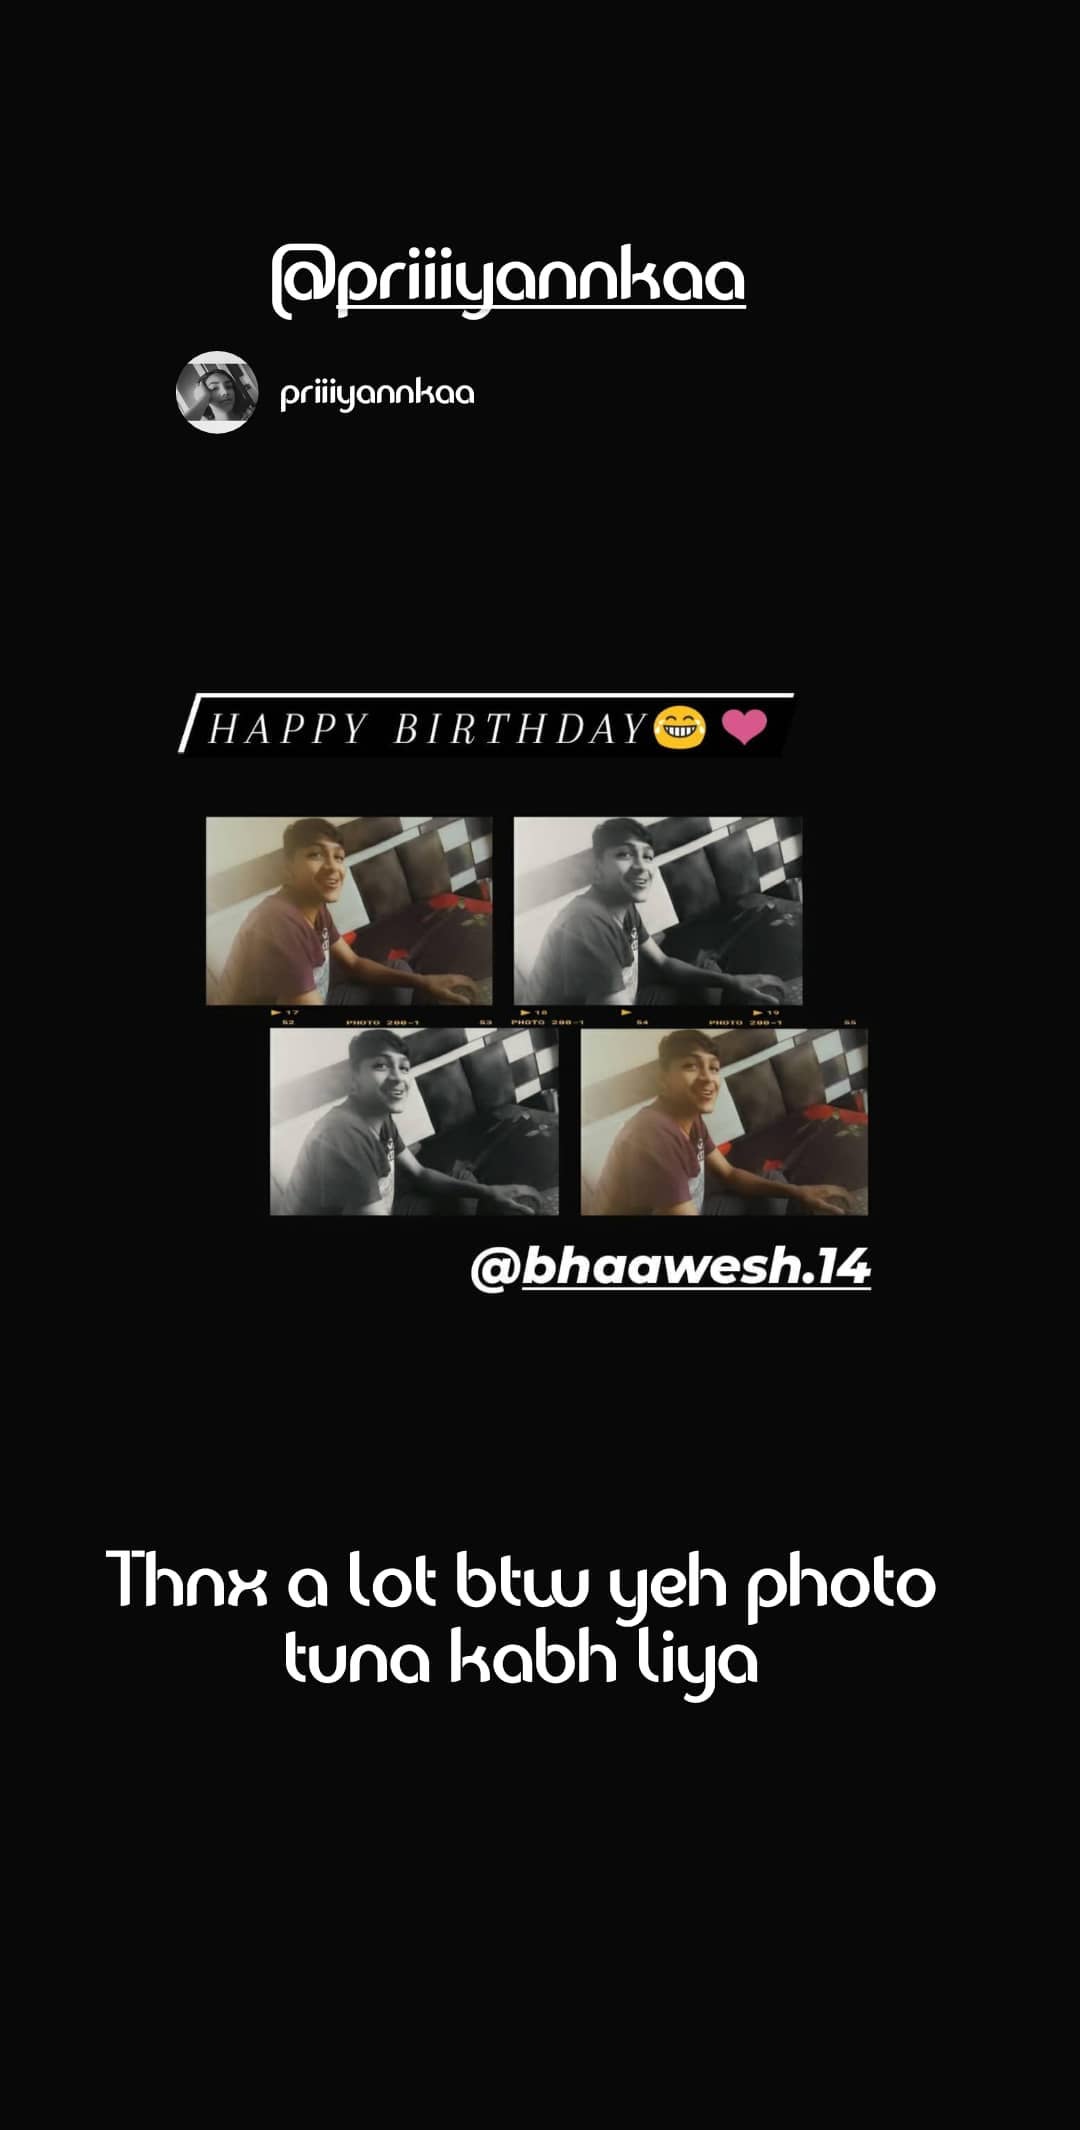 @priiiyannkaa
priiiyannkaa
HAPPY BIRTHDAY😂 ❤
▶ 17 ▶ 18 ▶ ▶ 19
52 PHOTO 200-1 53 PHOTO 200-1 54 PHOTO 200-1 55
@bhaawesh.14
Thnx a lot btw yeh photo
tuna kabh liya